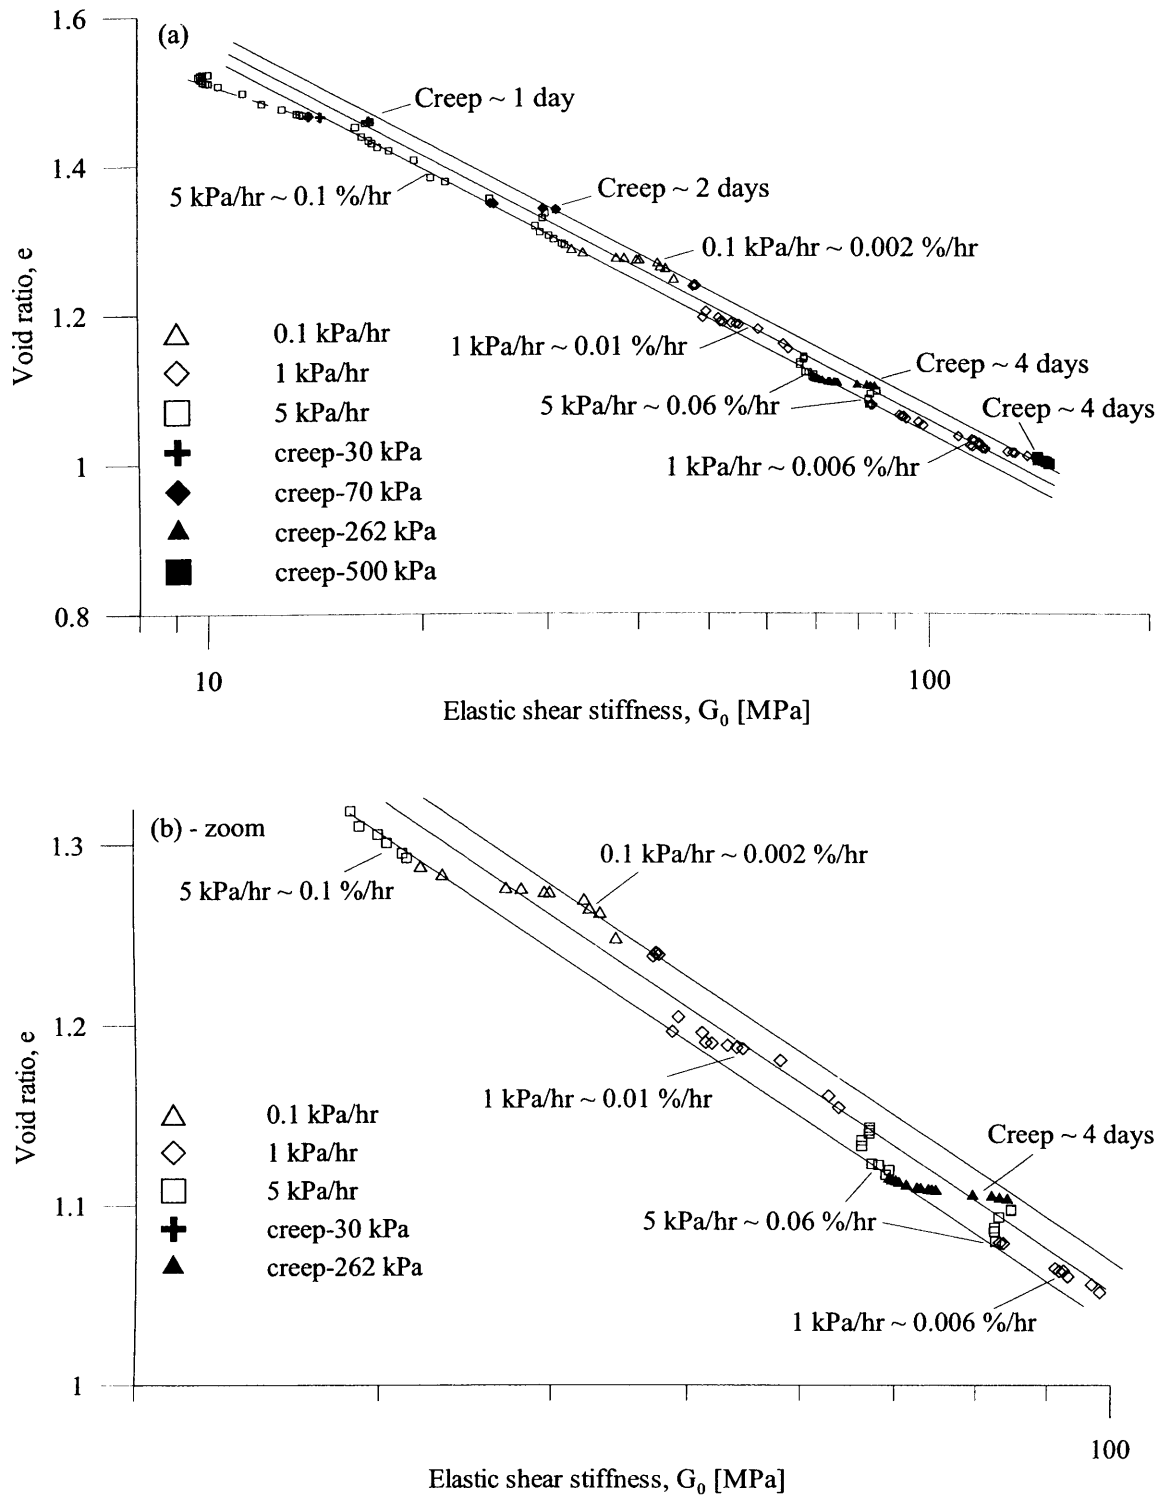 1.6
(a)
Creep ~ 1 day
1.4
5 kPa/hr ~ 0.1 %/hr
Creep ~ 2 days
0.1 kPa/hr ~ 0.002 %/hr
Void ratio, e
1.2
0.1 kPa/hr
1 kPa/hr ~ 0.01 %/hr
1 kPa/hr
Creep ~ 4 days
5 kPa/hr
5 kPa/hr ~ 0.06 %/hr
Creep ~ 4 days
1
creep-30 kPa
1 kPa/hr ~ 0.006 %/hr
creep-70 kPa
creep-262 kPa
creep-500 kPa
0.8
10
100
Elastic shear stiffness, G₀ [MPa]
(b) - zoom
1.3
0.1 kPa/hr ~ 0.002 %/hr
5 kPa/hr ~ 0.1 %/hr
Void ratio, e
1.2
1 kPa/hr ~ 0.01 %/hr
0.1 kPa/hr
Creep ~ 4 days
1 kPa/hr
5 kPa/hr
1.1
5 kPa/hr ~ 0.06 %/hr
creep-30 kPa
creep-262 kPa
1 kPa/hr ~ 0.006 %/hr
1
100
Elastic shear stiffness, G₀ [MPa]